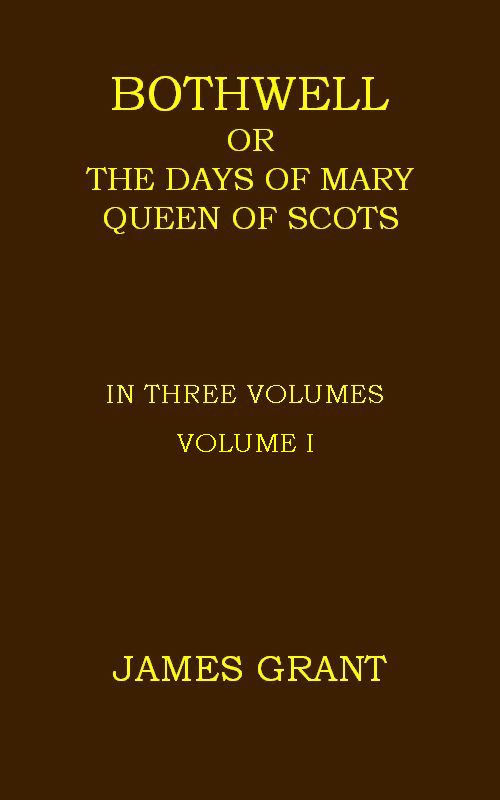 BOTHWELL
OR
THE DAYS OF MARY
QUEEN OF SCOTS
IN THREE VOLUMES
VOLUME I
JAMES GRANT